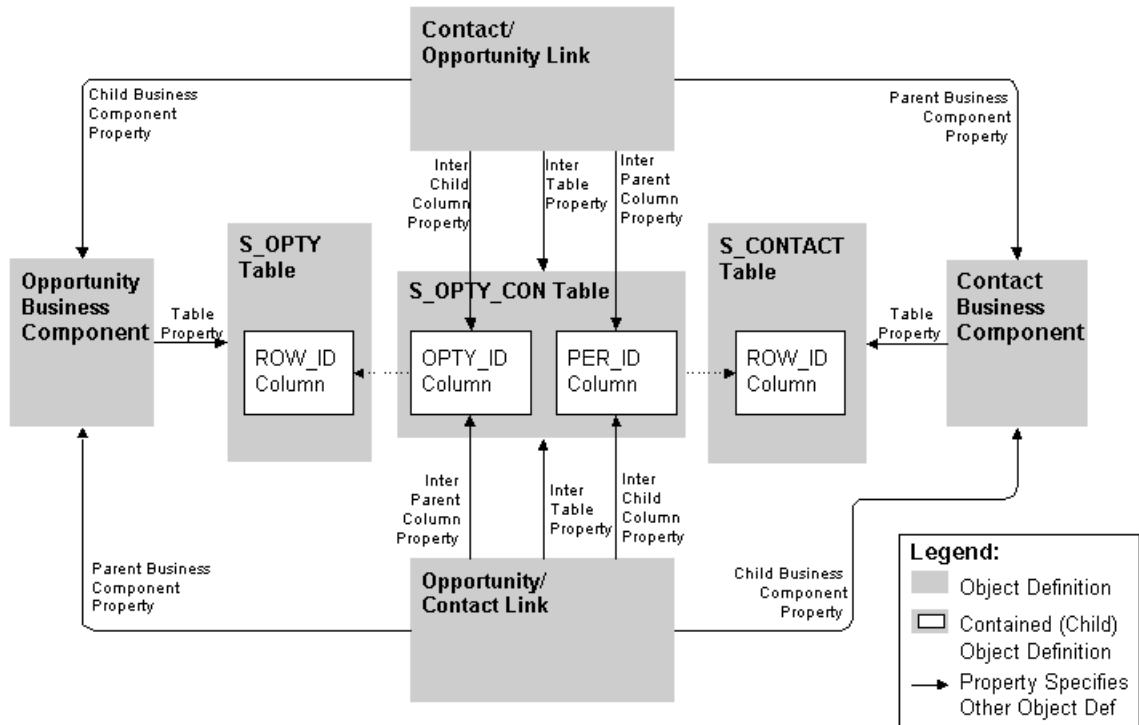 Contact/
Opportunity Link
Child Business
Component
Property
Parent Business
Component
Property
Inter
Child
Column
Property
Inter
Table
Property
Inter
Parent
Column
Property
S_OPTY
Table
S_CONTACT
Table
Opportunity
Business
Component
Table
Property
S_OPTY_CON Table
Table
Property
Contact
Business
Component
ROW_ID
Column
OPTY_ID
Column
PER_ID
Column
ROW_ID
Column
Inter
Parent
Column
Property
Inter
Table
Property
Inter
Child
Column
Property
Parent Business
Component
Property
Opportunity/
Contact Link
Child Business
Component
Property
Legend:
Object Definition
Contained (Child)
Object Definition
Property Specifies
Other Object Def